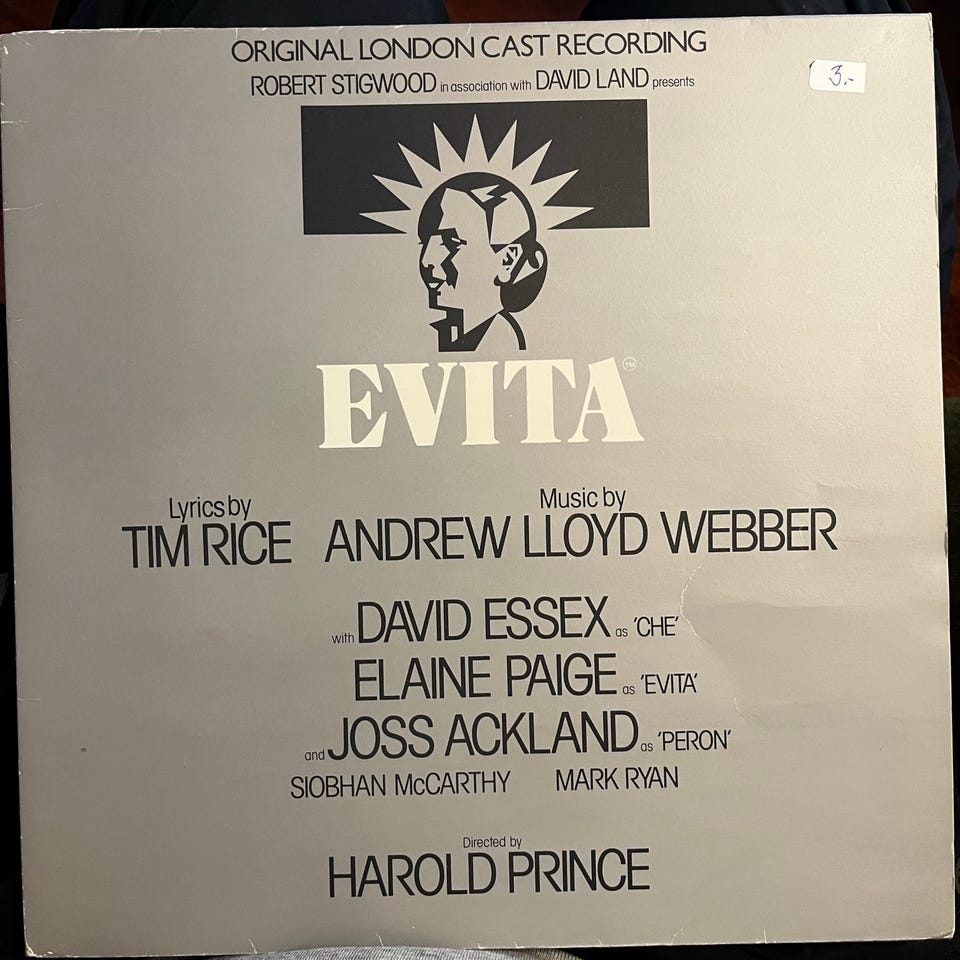 ORIGINAL LONDON CAST RECORDING
3.-
ROBERT STIGWOOD in association with DAVID LAND presents
EVITA™
Lyrics by
TIM RICE
Music by
ANDREW LLOYD WEBBER
with DAVID ESSEX as 'CHE'
ELAINE PAIGE as 'EVITA'
and JOSS ACKLAND as 'PERON'
SIOBHAN McCARTHY MARK RYAN
Directed by
HAROLD PRINCE